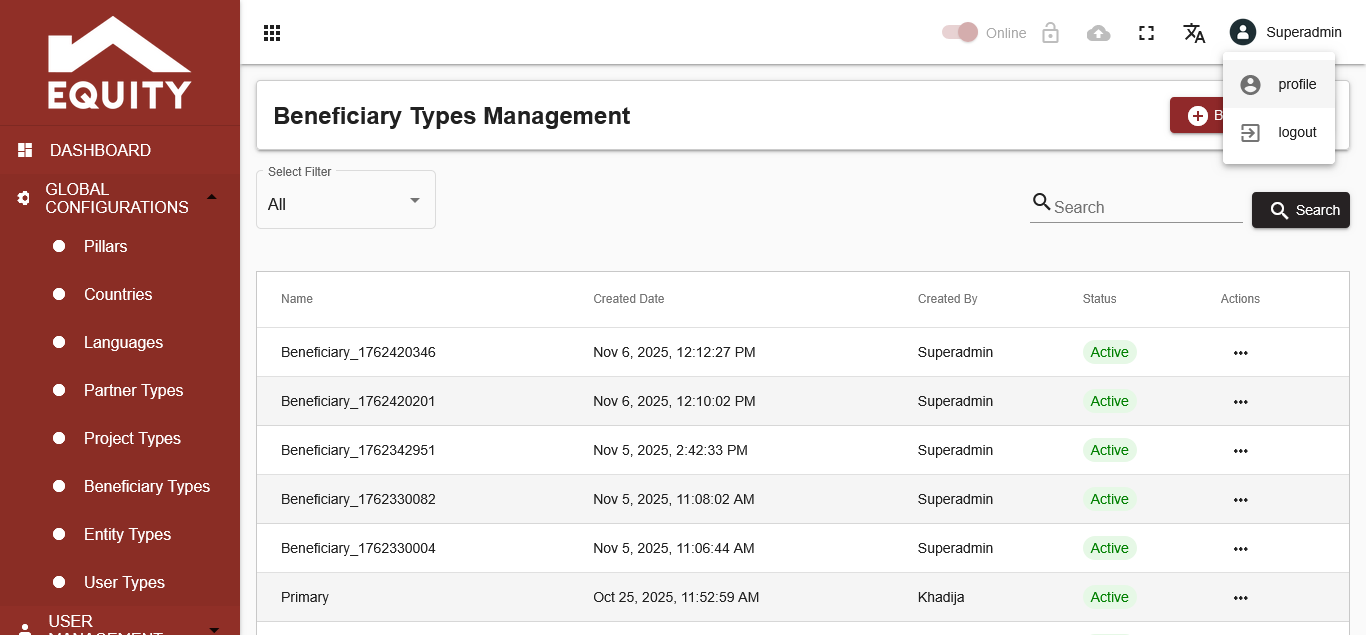 EQUITY
DASHBOARD
GLOBAL
CONFIGURATIONS
Pillars
Countries
Languages
Partner Types
Project Types
Beneficiary Types
Entity Types
User Types
USER
MANAGEMENT
Online
Superadmin
profile
logout
Beneficiary Types Management
B
Select Filter
All
Search
Search
Name Created Date Created By Status Actions
Beneficiary_1762420346 Nov 6, 2025, 12:12:27 PM Superadmin Active
Beneficiary_1762420201 Nov 6, 2025, 12:10:02 PM Superadmin Active
Beneficiary_1762342951 Nov 5, 2025, 2:42:33 PM Superadmin Active
Beneficiary_1762330082 Nov 5, 2025, 11:08:02 AM Superadmin Active
Beneficiary_1762330004 Nov 5, 2025, 11:06:44 AM Superadmin Active
Primary Oct 25, 2025, 11:52:59 AM Khadija Active